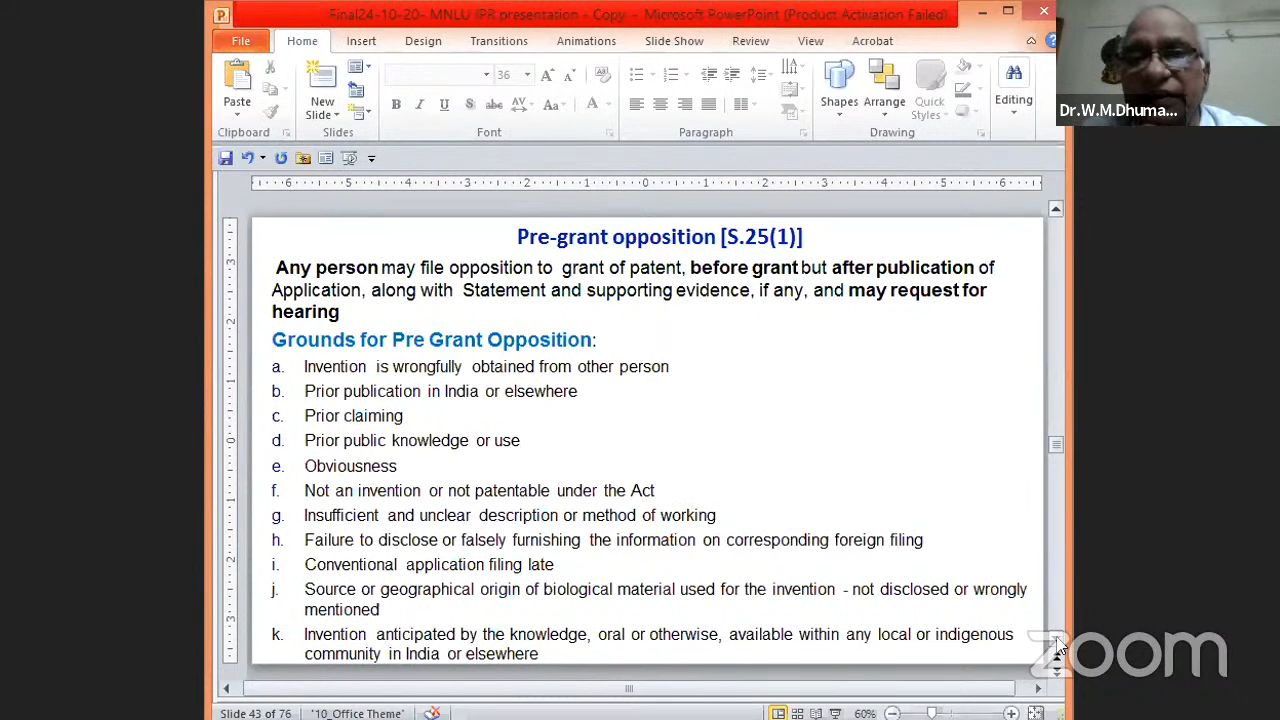 Final24-10-20- MNLU IPR presentation - Copy - Microsoft PowerPoint (Product Activation Failed)
File Home Insert Design Transitions Animations Slide Show Review View Acrobat
Dr.W.M.Dhuma...
36
Paste New Slide Shapes Arrange Quick Styles Editing
Clipboard Slides Font Paragraph Drawing
Pre-grant opposition [S.25(1)]
Any person may file opposition to grant of patent, before grant but after publication of
Application, along with Statement and supporting evidence, if any, and may request for
hearing
Grounds for Pre Grant Opposition:
a. Invention is wrongfully obtained from other person
b. Prior publication in India or elsewhere
c. Prior claiming
d. Prior public knowledge or use
e. Obviousness
f. Not an invention or not patentable under the Act
g. Insufficient and unclear description or method of working
h. Failure to disclose or falsely furnishing the information on corresponding foreign filing
i. Conventional application filing late
j. Source or geographical origin of biological material used for the invention - not disclosed or wrongly
mentioned
k. Invention anticipated by the knowledge, oral or otherwise, available within any local or indigenous
community in India or elsewhere
zoom
Slide 43 of 76 '10_Office Theme' 60%